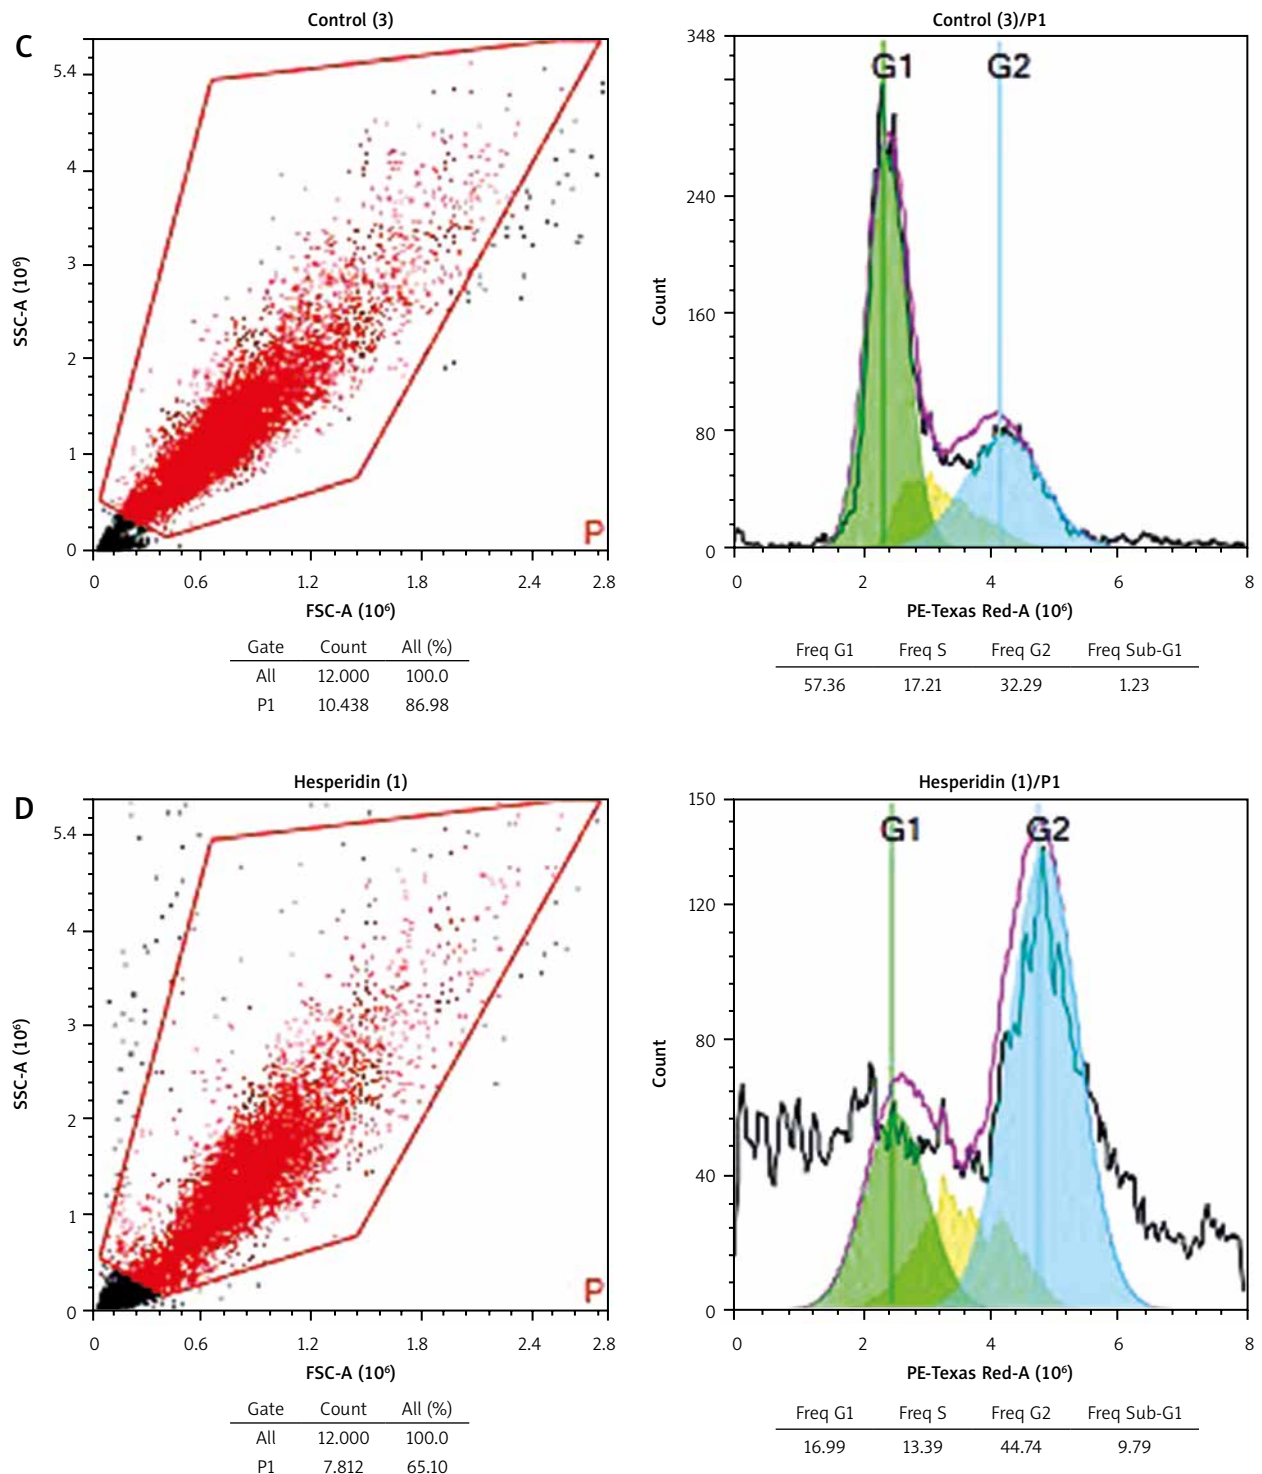 C
Control (3)
5.4
4
3
2
1
0
SSC-A (10⁶)
P
0 0.6 1.2 1.8 2.4 2.8
FSC-A (10⁶)
Gate Count All (%)
All 12.000 100.0
P1 10.438 86.98
Control (3)/P1
348
240
160
80
0
Count
G1 G2
0 2 4 6 8
PE-Texas Red-A (10⁶)
Freq G1 Freq S Freq G2 Freq Sub-G1
57.36 17.21 32.29 1.23
D
Hesperidin (1)
5.4
4
3
2
1
0
SSC-A (10⁶)
P
0 0.6 1.2 1.8 2.4 2.8
FSC-A (10⁶)
Gate Count All (%)
All 12.000 100.0
P1 7.812 65.10
Hesperidin (1)/P1
150
120
80
40
0
Count
G1 G2
0 2 4 6 8
PE-Texas Red-A (10⁶)
Freq G1 Freq S Freq G2 Freq Sub-G1
16.99 13.39 44.74 9.79